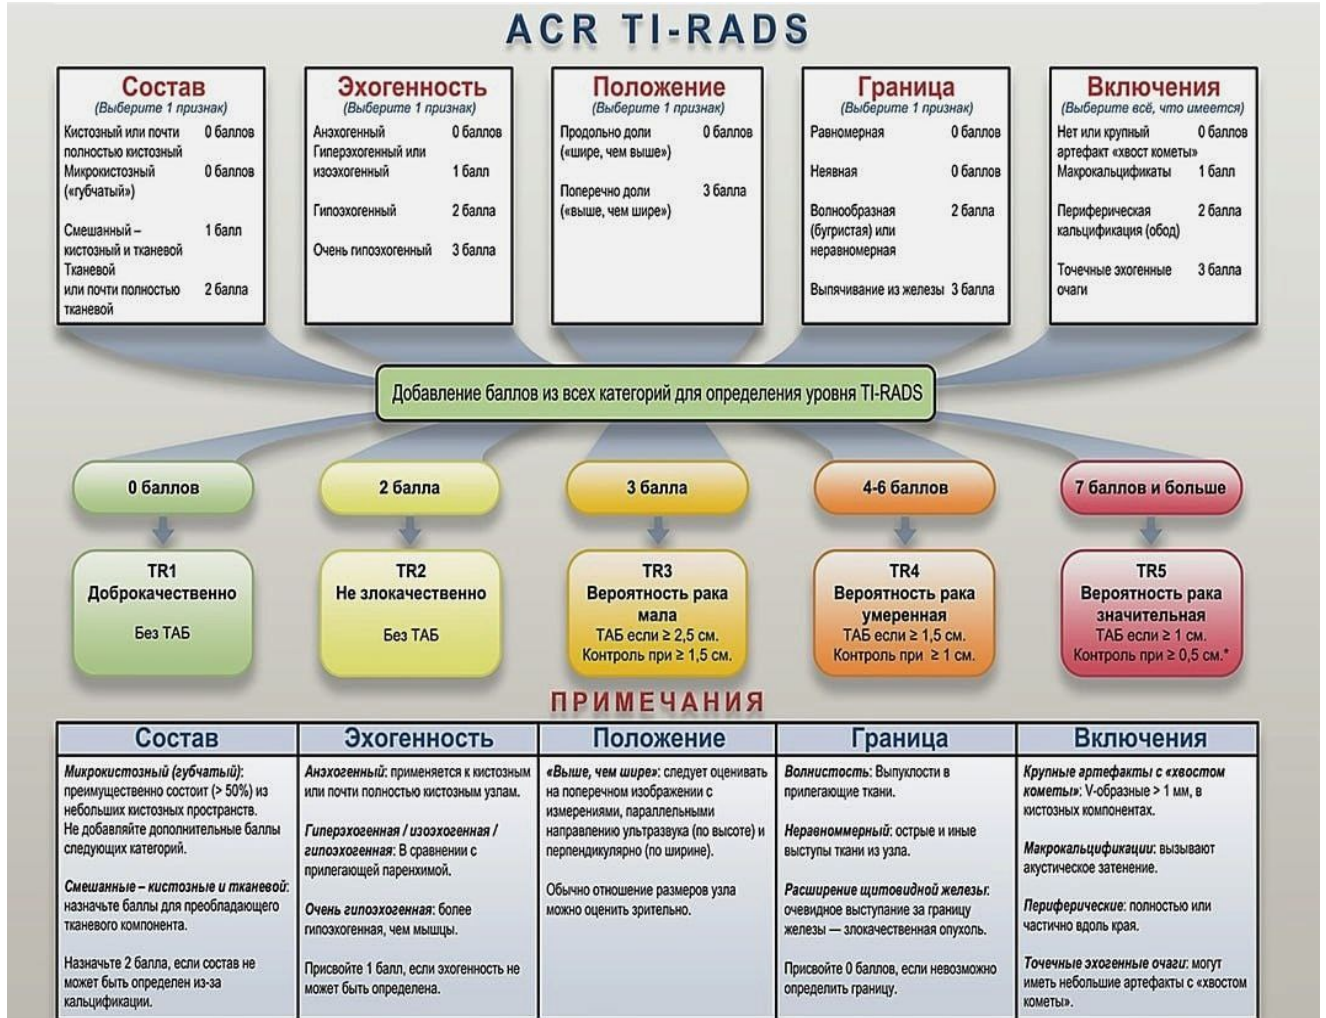 ACR TI-RADS
Состав
(Выберите 1 признак)
Кистозный или почти 0 баллов
полностью кистозный
Микрокистозный 0 баллов
(«губчатый»)
Смешанный – 1 балл
кистозный и тканевой
Тканевой
или почти полностью 2 балла
тканевой
Эхогенность
(Выберите 1 признак)
Анэхогенный 0 баллов
Гиперэхогенный или
изоэхогенный 1 балл
Гипоэхогенный 2 балла
Очень гипоэхогенный 3 балла
Положение
(Выберите 1 признак)
Продольно доли 0 баллов
(«шире, чем выше»)
Поперечно доли 3 балла
(«выше, чем шире»)
Граница
(Выберите 1 признак)
Равномерная 0 баллов
Неявная 0 баллов
Волнообразная 2 балла
(бугристая) или
неравномерная
Выпячивание из железы 3 балла
Включения
(Выберите всё, что имеется)
Нет или крупный 0 баллов
артефакт «хвост кометы»
Макрокальцификаты 1 балл
Периферическая 2 балла
кальцификация (обод)
Точечные эхогенные 3 балла
очаги
Добавление баллов из всех категорий для определения уровня TI-RADS
0 баллов
2 балла
3 балла
4-6 баллов
7 баллов и больше
TR1
Доброкачественно
Без ТАБ
TR2
Не злокачественно
Без ТАБ
TR3
Вероятность рака
мала
ТАБ если ≥ 2,5 см.
Контроль при ≥ 1,5 см.
TR4
Вероятность рака
умеренная
ТАБ если ≥ 1,5 см.
Контроль при ≥ 1 см.
TR5
Вероятность рака
значительная
ТАБ если ≥ 1 см.
Контроль при ≥ 0,5 см.*
ПРИМЕЧАНИЯ
Состав
Микрокистозный (губчатый):
преимущественно состоит (> 50%) из
небольших кистозных пространств.
Не добавляйте дополнительные баллы
следующих категорий.
Смешанные – кистозные и тканевой:
назначьте баллы для преобладающего
тканевого компонента.
Назначьте 2 балла, если состав не
может быть определен из-за
кальцификации.
Эхогенность
Анэхогенный: применяется к кистозным
или почти полностью кистозным узлам.
Гиперэхогенная / изоэхогенная /
гипоэхогенная: В сравнении с
прилегающей паренхимой.
Очень гипоэхогенная: более
гипоэхогенная, чем мышцы.
Присвойте 1 балл, если эхогенность не
может быть определена.
Положение
«Выше, чем шире»: следует оценивать
на поперечном изображении с
измерениями, параллельными
направлению ультразвука (по высоте) и
перпендикулярно (по ширине).
Обычно отношение размеров узла
можно оценить зрительно.
Граница
Волнистость: Выпуклости в
прилегающие ткани.
Неравноммерный: острые и иные
выступы ткани из узла.
Расширение щитовидной железы:
очевидное выступание за границу
железы — злокачественная опухоль.
Присвойте 0 баллов, если невозможно
определить границу.
Включения
Крупные артефакты с «хвостом
кометы»: V-образные > 1 мм, в
кистозных компонентах.
Макрокальцификации: вызывают
акустическое затенение.
Периферические: полностью или
частично вдоль края.
Точечные эхогенные очаги: могут
иметь небольшие артефакты с «хвостом
кометы».